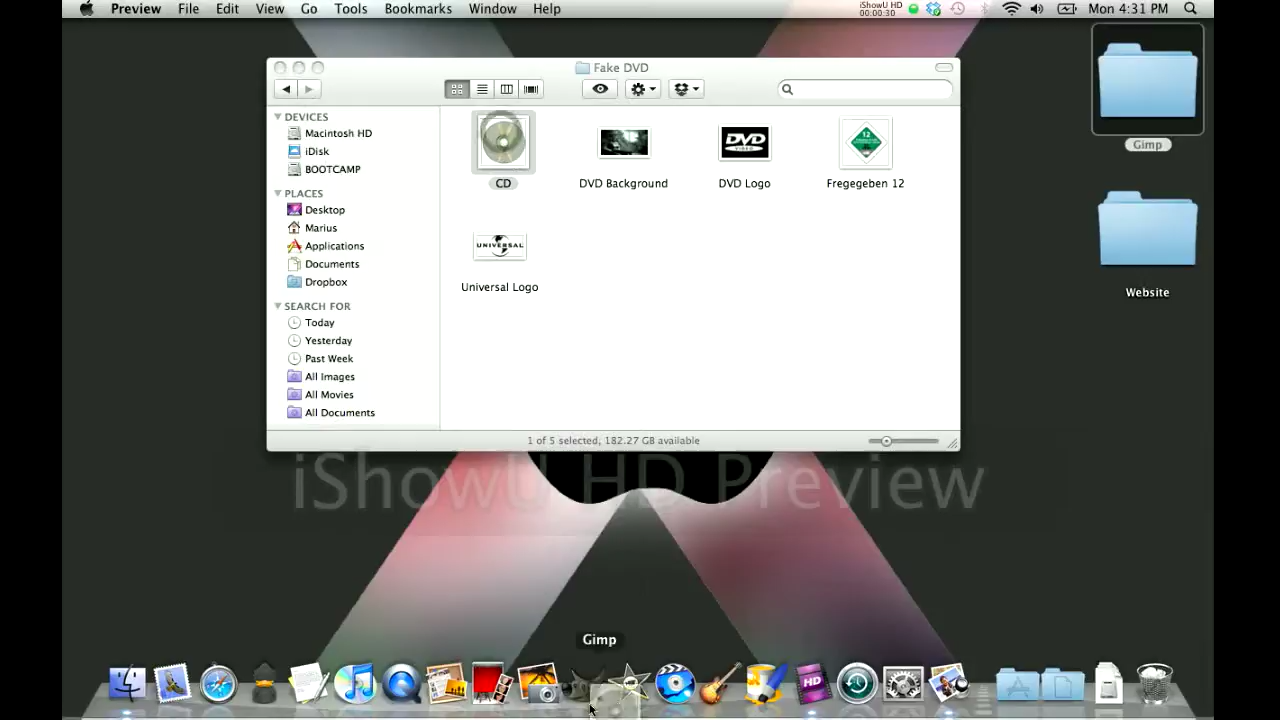 Preview File Edit View Go Tools Bookmarks Window Help iShowU HD 00:00:30 Mon 4:31 PM
Fake DVD
DEVICES
Macintosh HD
iDisk
BOOTCAMP
PLACES
Desktop
Marius
Applications
Documents
Dropbox
SEARCH FOR
Today
Yesterday
Past Week
All Images
All Movies
All Documents
CD
DVD VIDEO
12
DVD Background
DVD Logo
Fregegeben 12
UNIVERSAL
Universal Logo
1 of 5 selected, 182.27 GB available
Gimp
Website
iShowU HD Preview
Gimp
HD